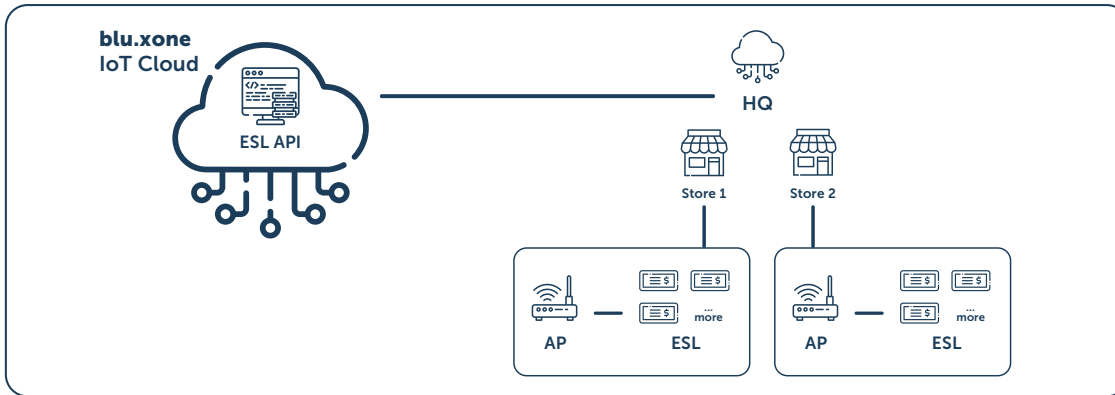 blu.xone
IoT Cloud
ESL API
HQ
Store 1
Store 2
...
more
AP
ESL
...
more
AP
ESL